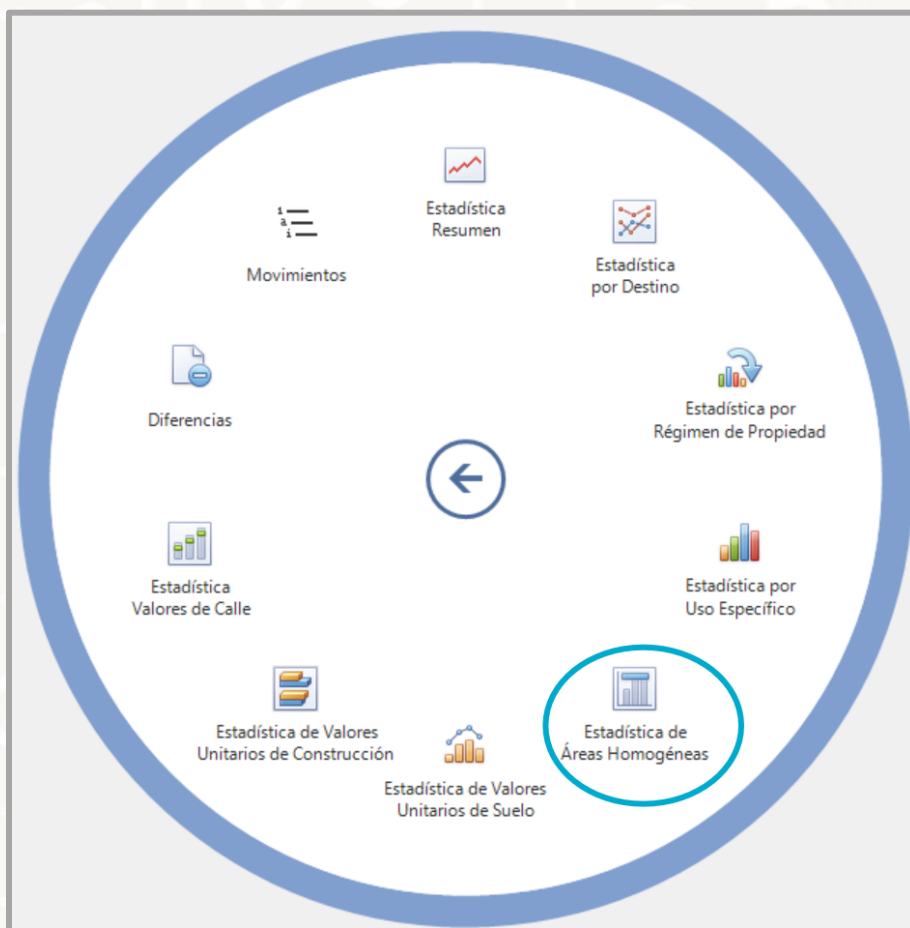 Estadística
Resumen
Estadística
por Destino
Estadística por
Régimen de Propiedad
Estadística por
Uso Específico
Estadística de
Áreas Homogéneas
Estadística de Valores
Unitarios de Suelo
Estadística de Valores
Unitarios de Construcción
Estadística
Valores de Calle
Diferencias
Movimientos